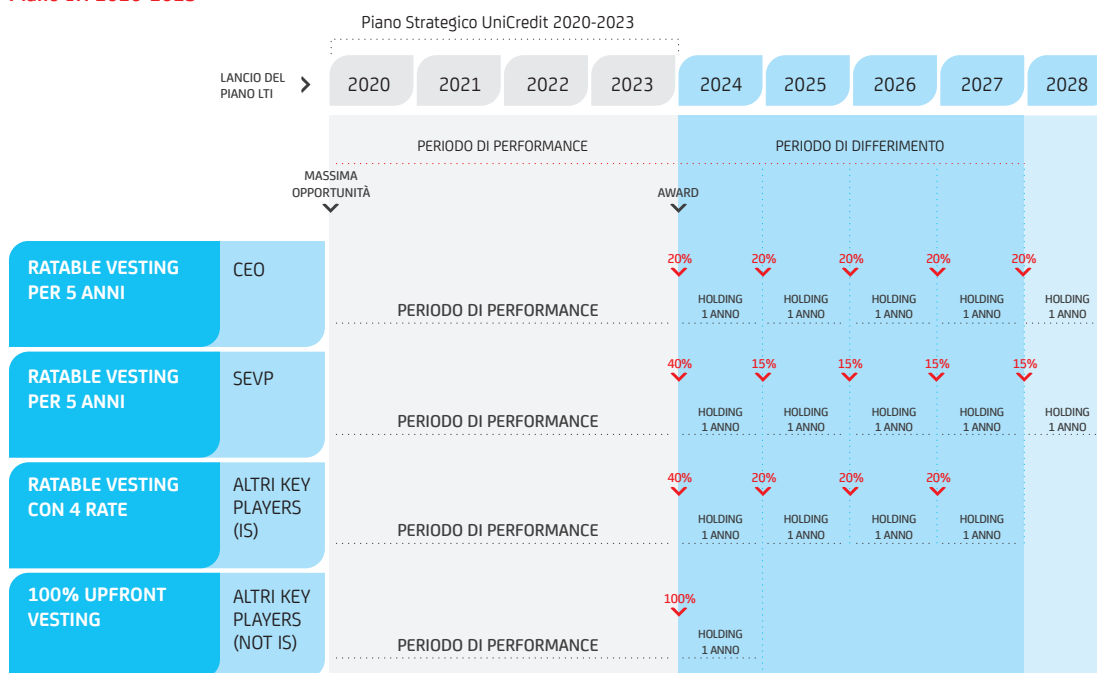 Piano Strategico UniCredit 2020-2023
LANCIO DEL
PIANO LTI
2020 2021 2022 2023 2024 2025 2026 2027 2028
PERIODO DI PERFORMANCE PERIODO DI DIFFERIMENTO
MASSIMA
OPPORTUNITÀ
AWARD
RATABLE VESTING
PER 5 ANNI
CEO
20% 20% 20% 20% 20%
PERIODO DI PERFORMANCE
HOLDING HOLDING HOLDING HOLDING HOLDING
1 ANNO 1 ANNO 1 ANNO 1 ANNO 1 ANNO
RATABLE VESTING
PER 5 ANNI
SEVP
40% 15% 15% 15% 15%
PERIODO DI PERFORMANCE
HOLDING HOLDING HOLDING HOLDING HOLDING
1 ANNO 1 ANNO 1 ANNO 1 ANNO 1 ANNO
RATABLE VESTING
CON 4 RATE
ALTRI KEY
PLAYERS
(IS)
40% 20% 20% 20%
PERIODO DI PERFORMANCE
HOLDING HOLDING HOLDING HOLDING
1 ANNO 1 ANNO 1 ANNO 1 ANNO
100% UPFRONT
VESTING
ALTRI KEY
PLAYERS
(NOT IS)
100%
PERIODO DI PERFORMANCE
HOLDING
1 ANNO